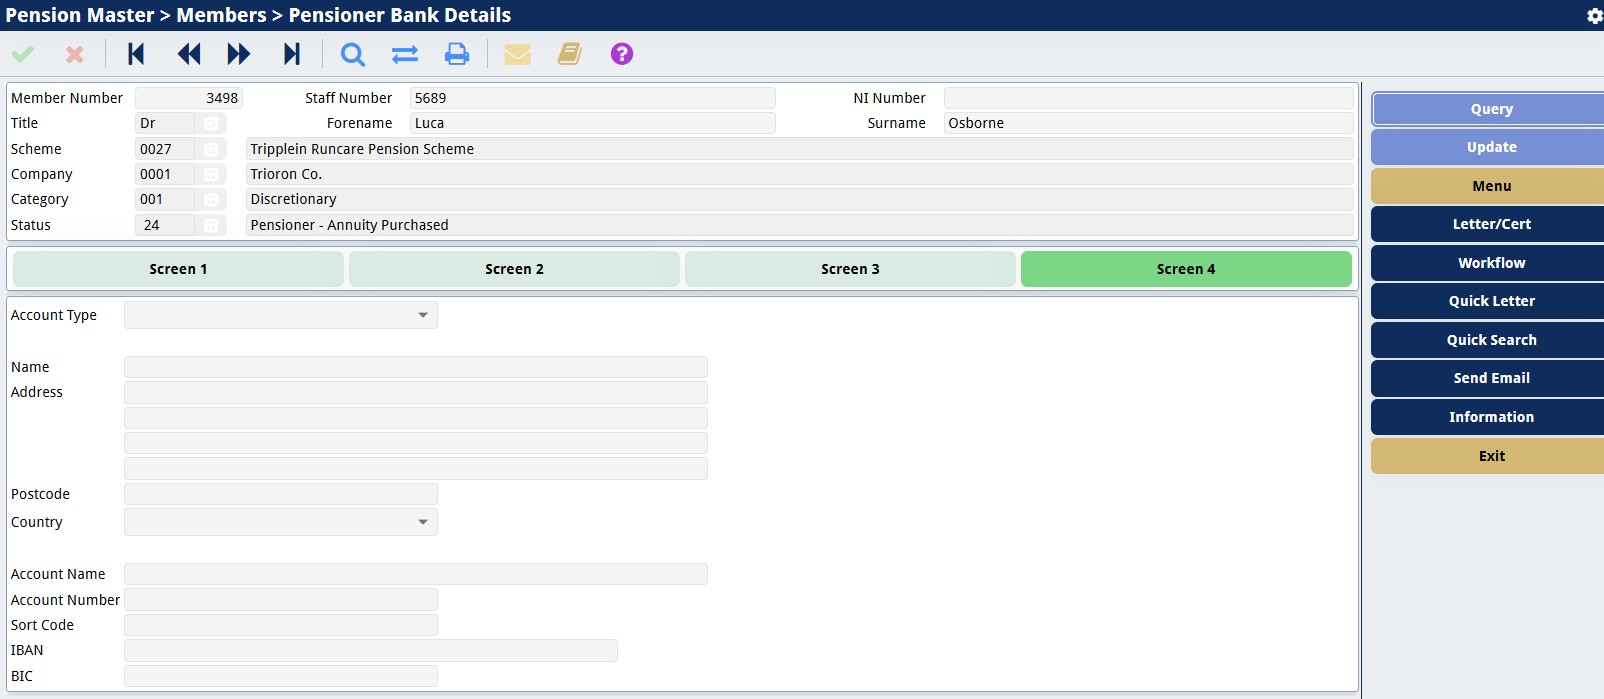 Pension Master > Members > Pensioner Bank Details
?
Member Number 3498 Staff Number 5689 NI Number
Title Dr Forename Luca Surname Osborne
Scheme 0027 Tripplein Runcare Pension Scheme
Company 0001 Trioron Co.
Category 001 Discretionary
Status 24 Pensioner - Annuity Purchased
Screen 1 Screen 2 Screen 3 Screen 4
Account Type
Name
Address
Postcode
Country
Account Name
Account Number
Sort Code
IBAN
BIC
Query
Update
Menu
Letter/Cert
Workflow
Quick Letter
Quick Search
Send Email
Information
Exit